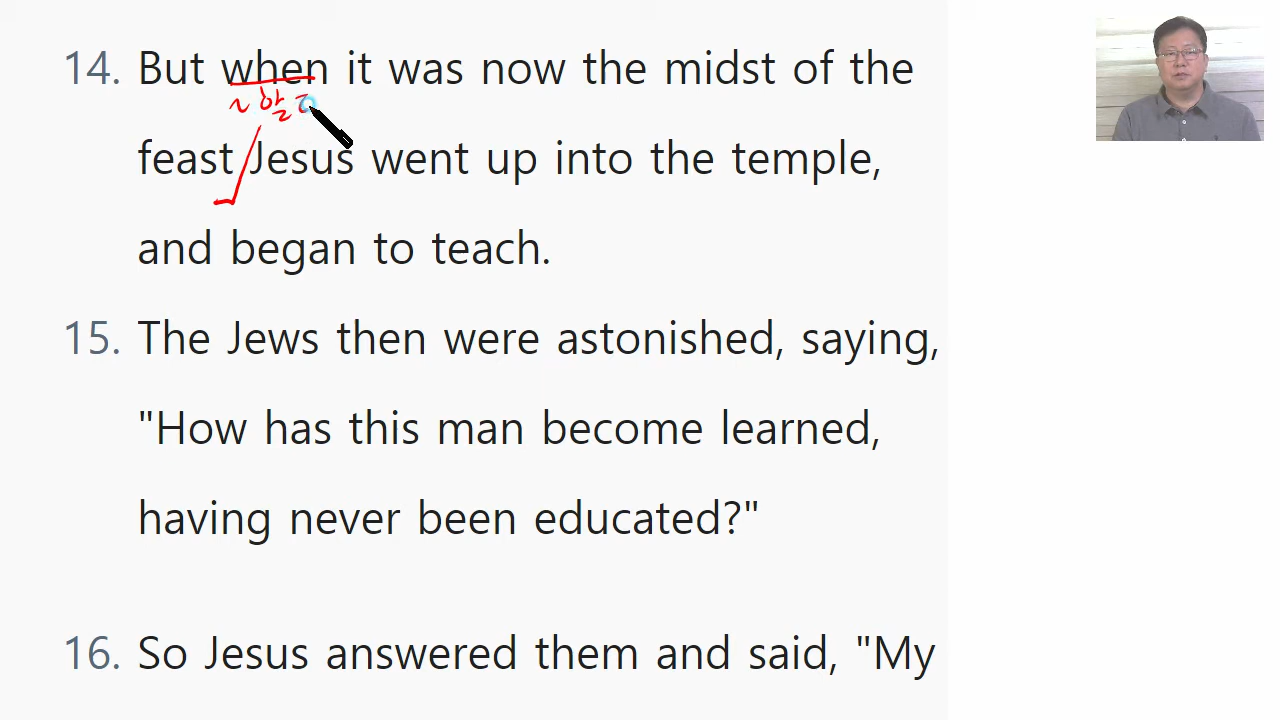 14. But when it was now the midst of the
~할
feast Jesus went up into the temple,
and began to teach.
15. The Jews then were astonished, saying,
"How has this man become learned,
having never been educated?"
16. So Jesus answered them and said, "My